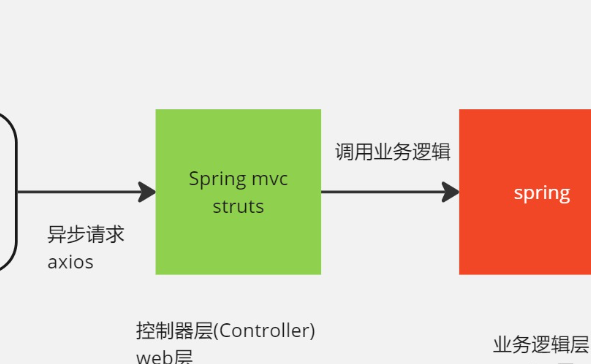 调用业务逻辑
Spring mvc
struts
spring
异步请求
axios
控制器层(Controller)
web层
业务逻辑层